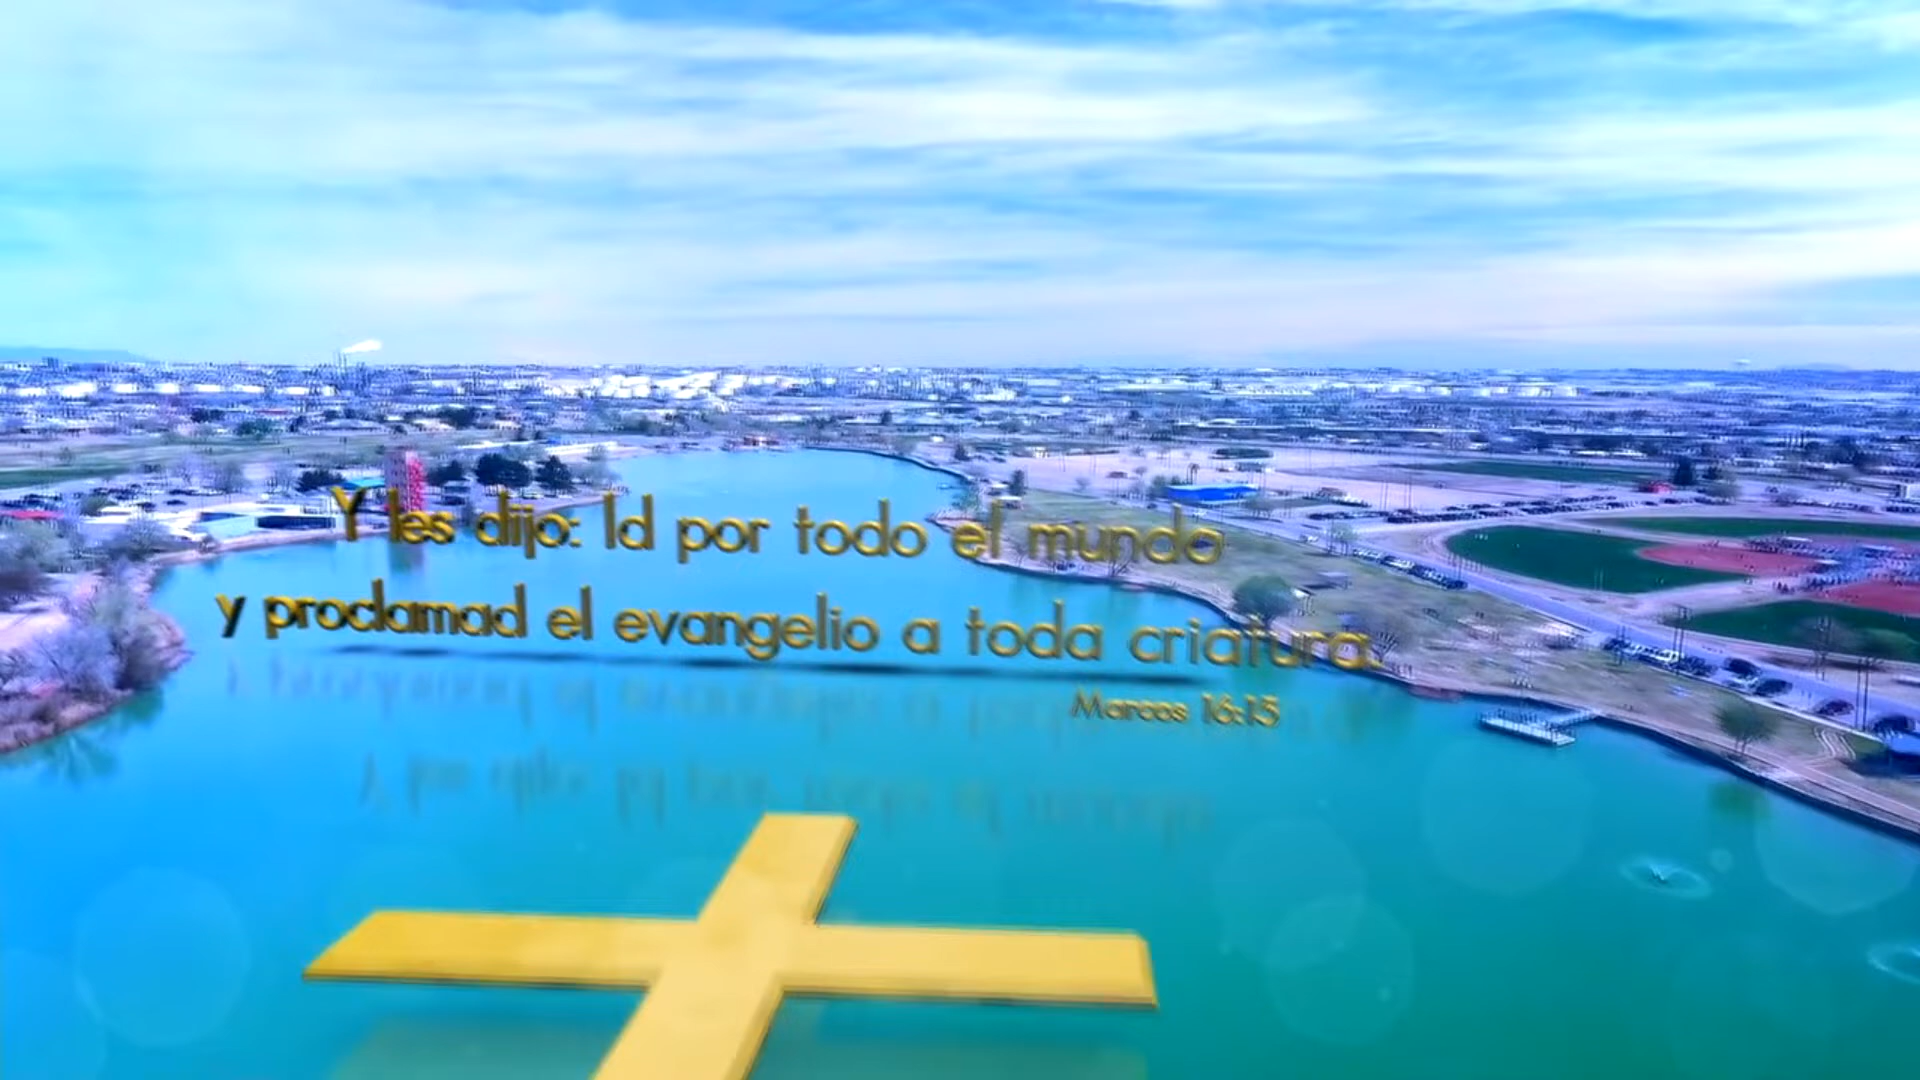 Y les dijo: Id por todo el mundo
y proclamad el evangelio a toda criatura.
Marcos 16:15